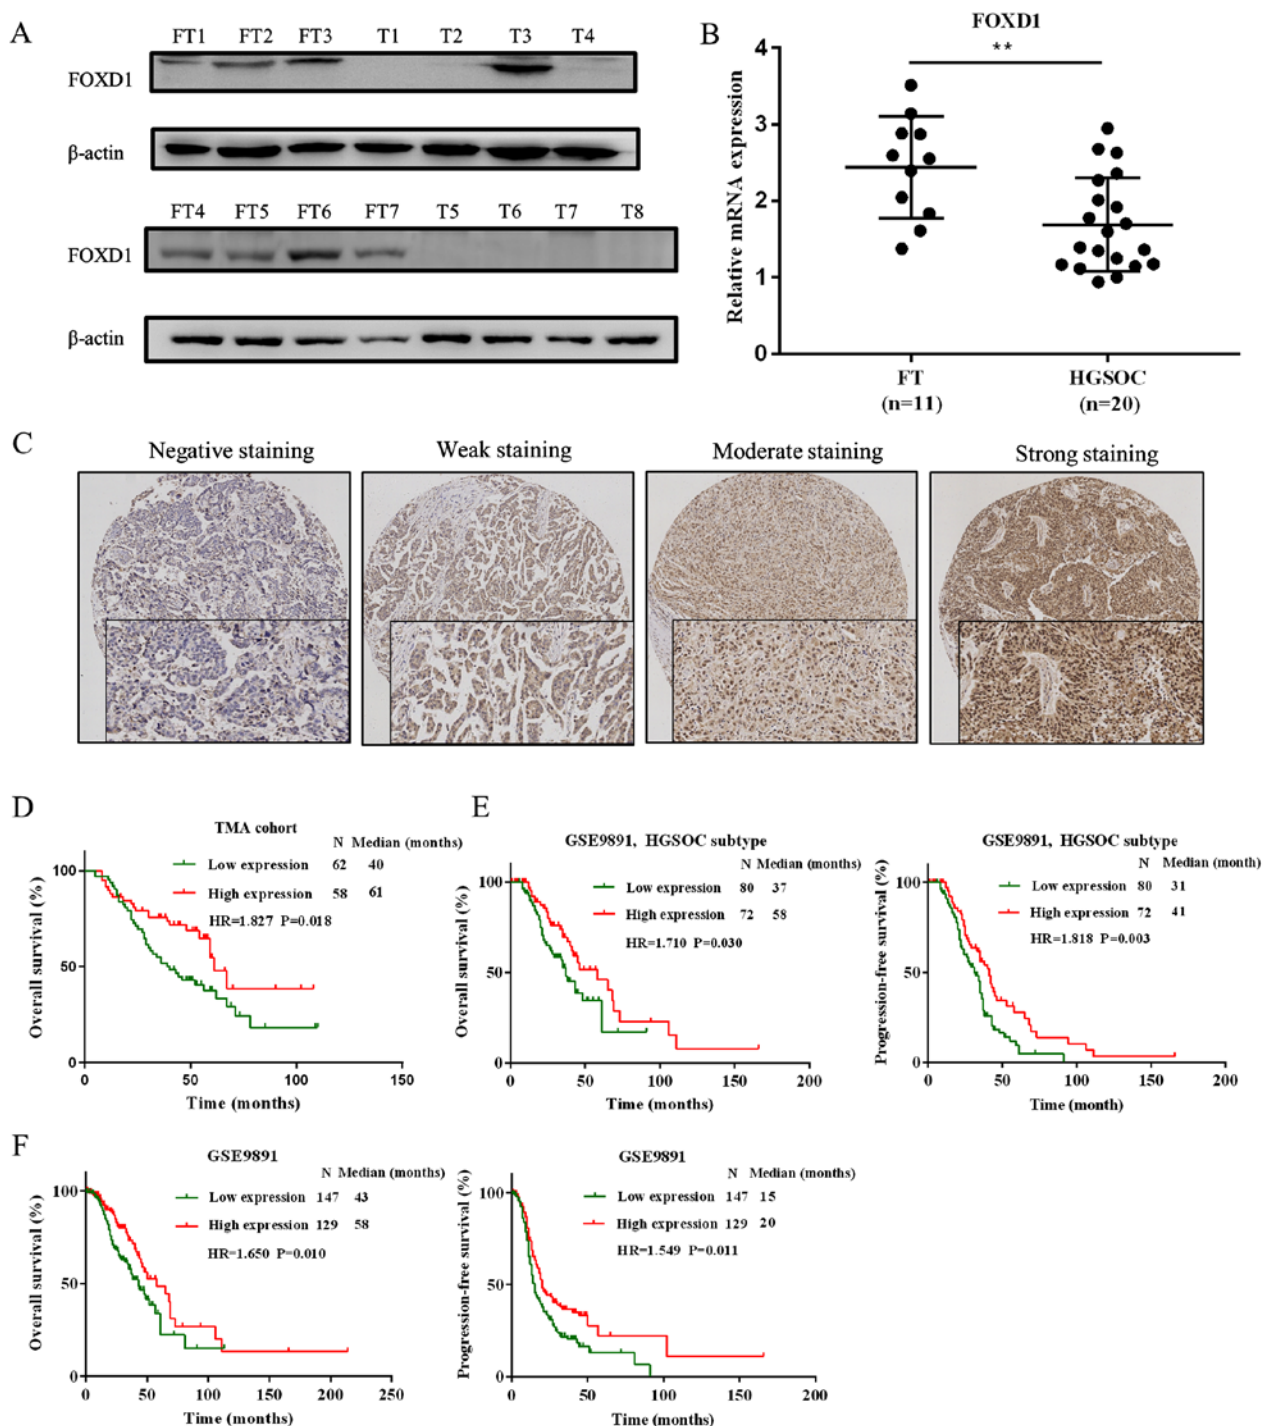 A
FT1 FT2 FT3 T1 T2 T3 T4
FOXD1
β-actin
FT4 FT5 FT6 FT7 T5 T6 T7 T8
FOXD1
β-actin
B
FOXD1
**
Relative mRNA expression
4
3
2
1
0
FT
(n=11)
HGSOC
(n=20)
C
Negative staining
Weak staining
Moderate staining
Strong staining
D
TMA cohort
N Median (months)
Low expression 62 40
High expression 58 61
HR=1.827 P=0.018
Overall survival (%)
100
50
0
0 50 100 150
Time (months)
E
GSE9891, HGSOC subtype
N Median (months)
Low expression 80 37
High expression 72 58
HR=1.710 P=0.030
Overall survival (%)
100
50
0
0 50 100 150 200
Time (months)
GSE9891, HGSOC subtype
N Median (months)
Low expression 80 31
High expression 72 41
HR=1.818 P=0.003
Progression-free survival (%)
100
50
0
0 50 100 150 200
Time (month)
F
GSE9891
N Median (months)
Low expression 147 43
High expression 129 58
HR=1.650 P=0.010
Overall survival (%)
100
50
0
0 50 100 150 200 250
Time (months)
GSE9891
N Median (months)
Low expression 147 15
High expression 129 20
HR=1.549 P=0.011
Progression-free survival (%)
100
50
0
0 50 100 150 200
Time (months)